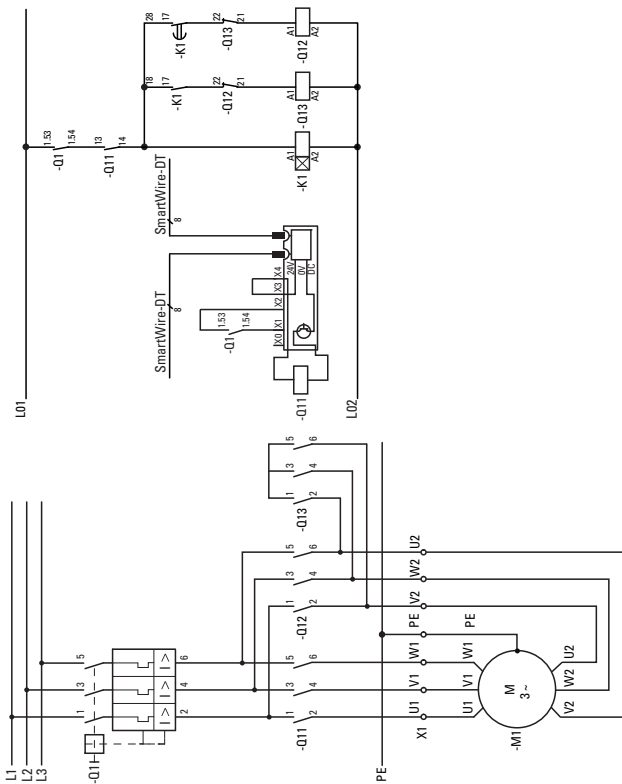 L01
1.53
1.54
-Q1
13
14
-Q11
28
17
-K1
22
21
-Q13
A1
A2
-Q12
18
17
-K1
22
21
-Q12
A1
A2
-Q13
A1
A2
-K1
SmartWire-DT
8
SmartWire-DT
8
-Q1
1.53
1.54
X0
X1
X2
X3
X4
24V
0V
DC
-Q11
L02
L1
L2
L3
-Q1
1
3
5
I>
I>
I>
2
4
6
-Q11
1
2
3
4
5
6
-Q12
1
2
3
4
5
6
-Q13
1
2
3
4
5
6
PE
X1
U1
V1
W1
PE
V2
W2
U2
U1
V1
W1
PE
M
3 ~
-M1
V2
W2
U2